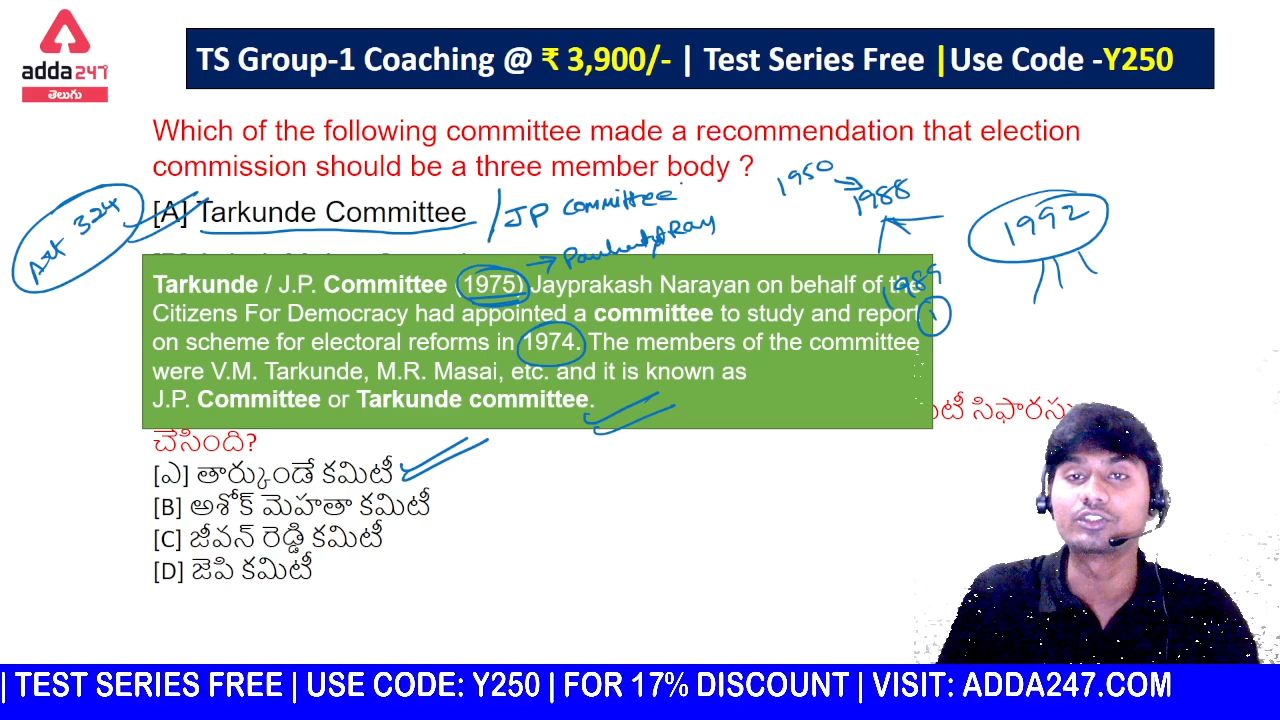 adda247
తెలుగు
TS Group-1 Coaching @ ₹ 3,900/- | Test Series Free |Use Code -Y250
Which of the following committee made a recommendation that election
commission should be a three member body ?
1950 → 1988
[A] Tarkunde Committee / JP committee
Art 324
1992
Tarkunde / J.P. Committee (1975) Jayprakash Narayan on behalf of the
1989
Citizens For Democracy had appointed a committee to study and report
1
on scheme for electoral reforms in 1974. The members of the committee
were V.M. Tarkunde, M.R. Masai, etc. and it is known as
J.P. Committee or Tarkunde committee.
సిఫారసు
చేసింది?
[ఎ] తార్కుండే కమిటీ
[B] అశోక్ మెహతా కమిటీ
[C] జీవన్ రెడ్డి కమిటీ
[D] జెపి కమిటీ
| TEST SERIES FREE | USE CODE: Y250 | FOR 17% DISCOUNT | VISIT: ADDA247.COM